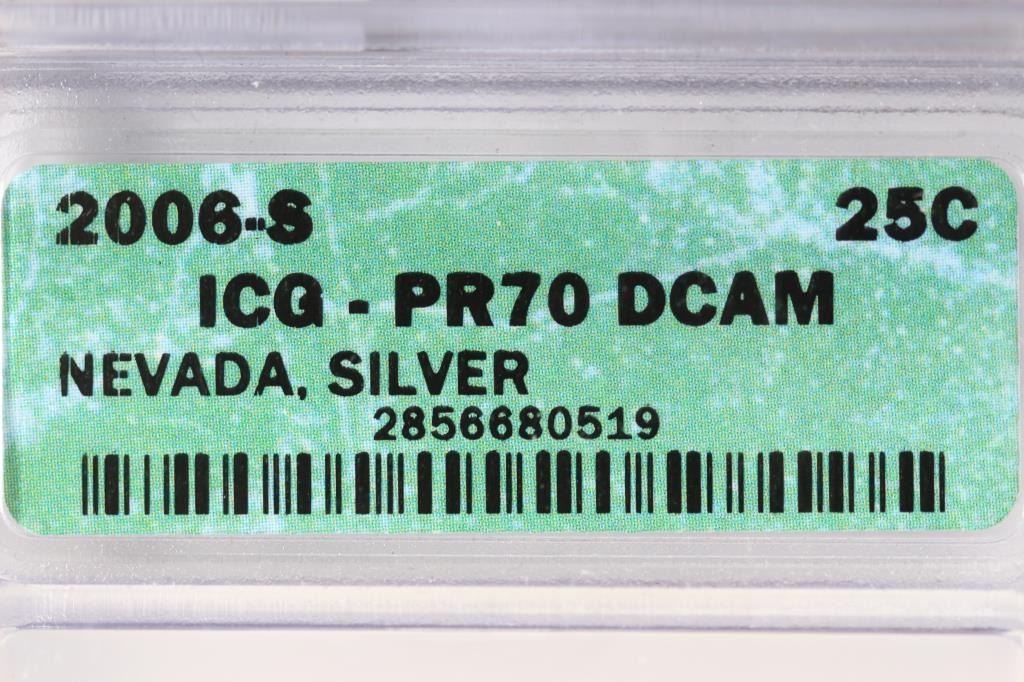 2006-S 25C
ICG - PR70 DCAM
NEVADA, SILVER
2856680519